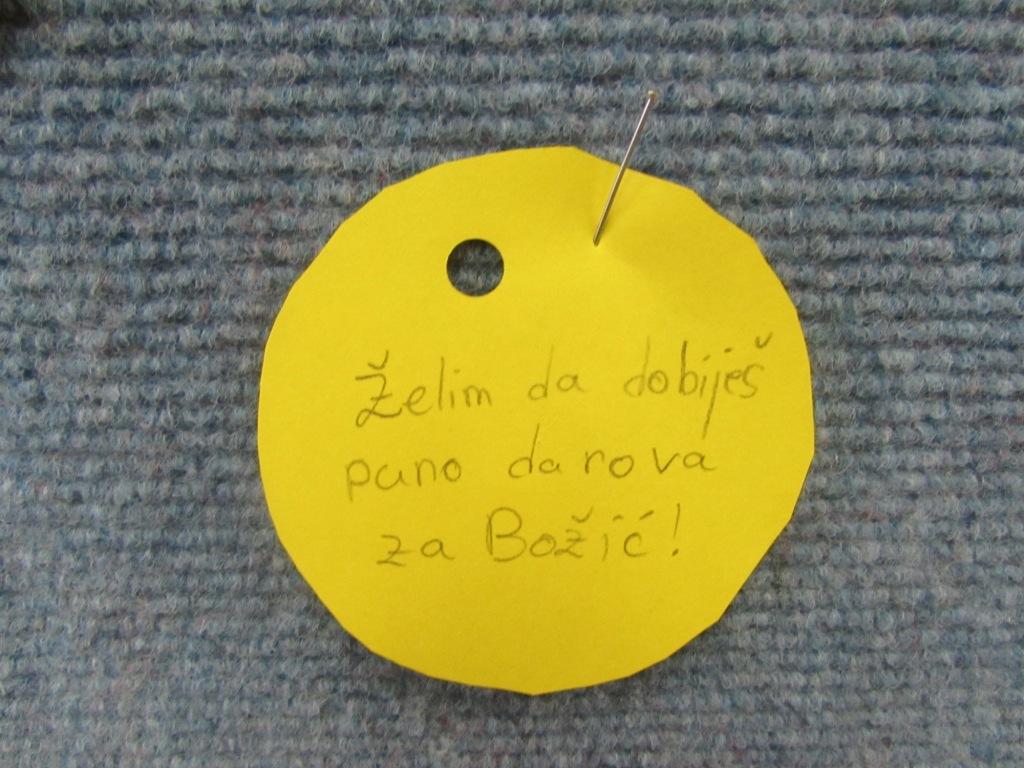 Želim da dobiješ
puno darova
za Božić!